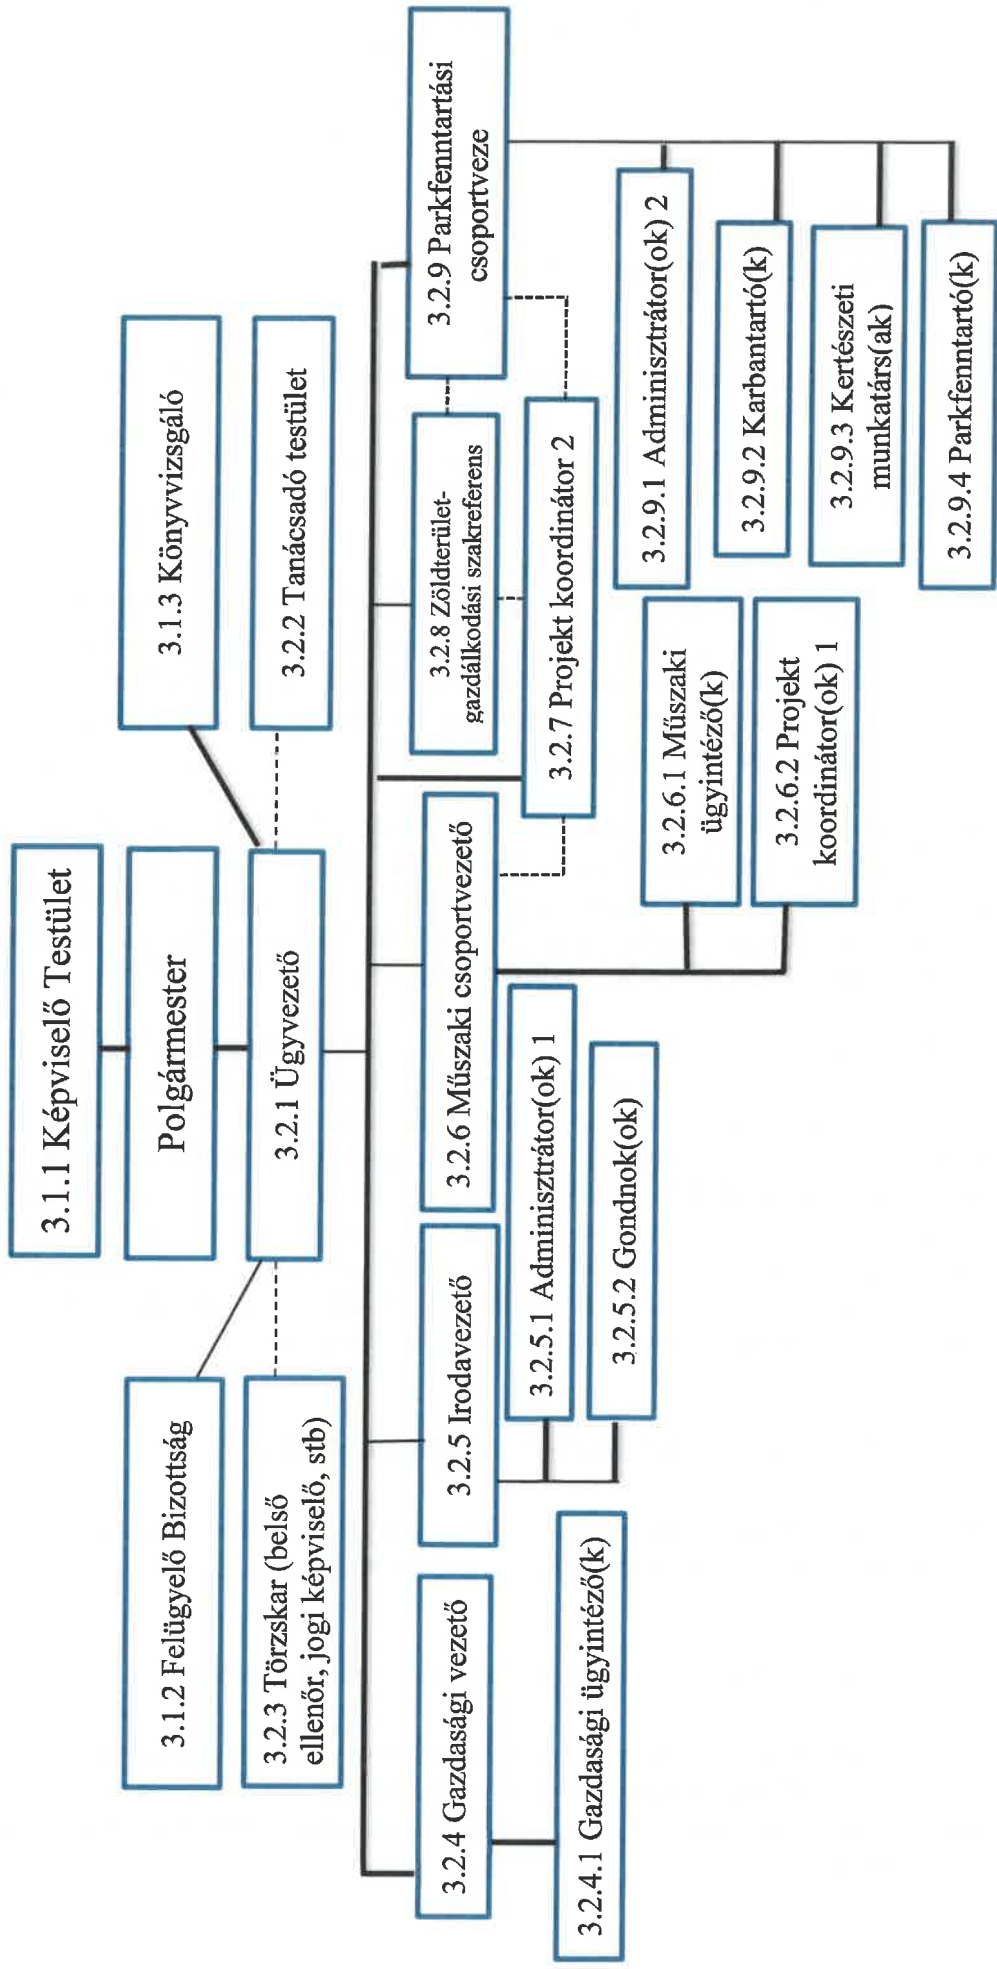 3.1.1 Képviselő Testület
Polgármester
3.1.2 Felügyelő Bizottság
3.1.3 Könyvvizsgáló
3.2.1 Ügyvezető
3.2.3 Törzskar (belső
ellenőr, jogi képviselő, stb)
3.2.2 Tanácsadó testület
3.2.4 Gazdasági vezető
3.2.4.1 Gazdasági ügyintéző(k)
3.2.5 Irodavezető
3.2.5.1 Adminisztrátor(ok) 1
3.2.5.2 Gondnok(ok)
3.2.6 Műszaki csoportvezető
3.2.6.1 Műszaki
ügyintéző(k)
3.2.6.2 Projekt
koordinátor(ok) 1
3.2.8 Zöldterület-
gazdálkodási szakreferens
3.2.7 Projekt koordinátor 2
3.2.9 Parkfenntartási
csoportveze
3.2.9.1 Adminisztrátor(ok) 2
3.2.9.2 Karbantartó(k)
3.2.9.3 Kertészeti
munkatárs(ak)
3.2.9.4 Parkfenntartó(k)